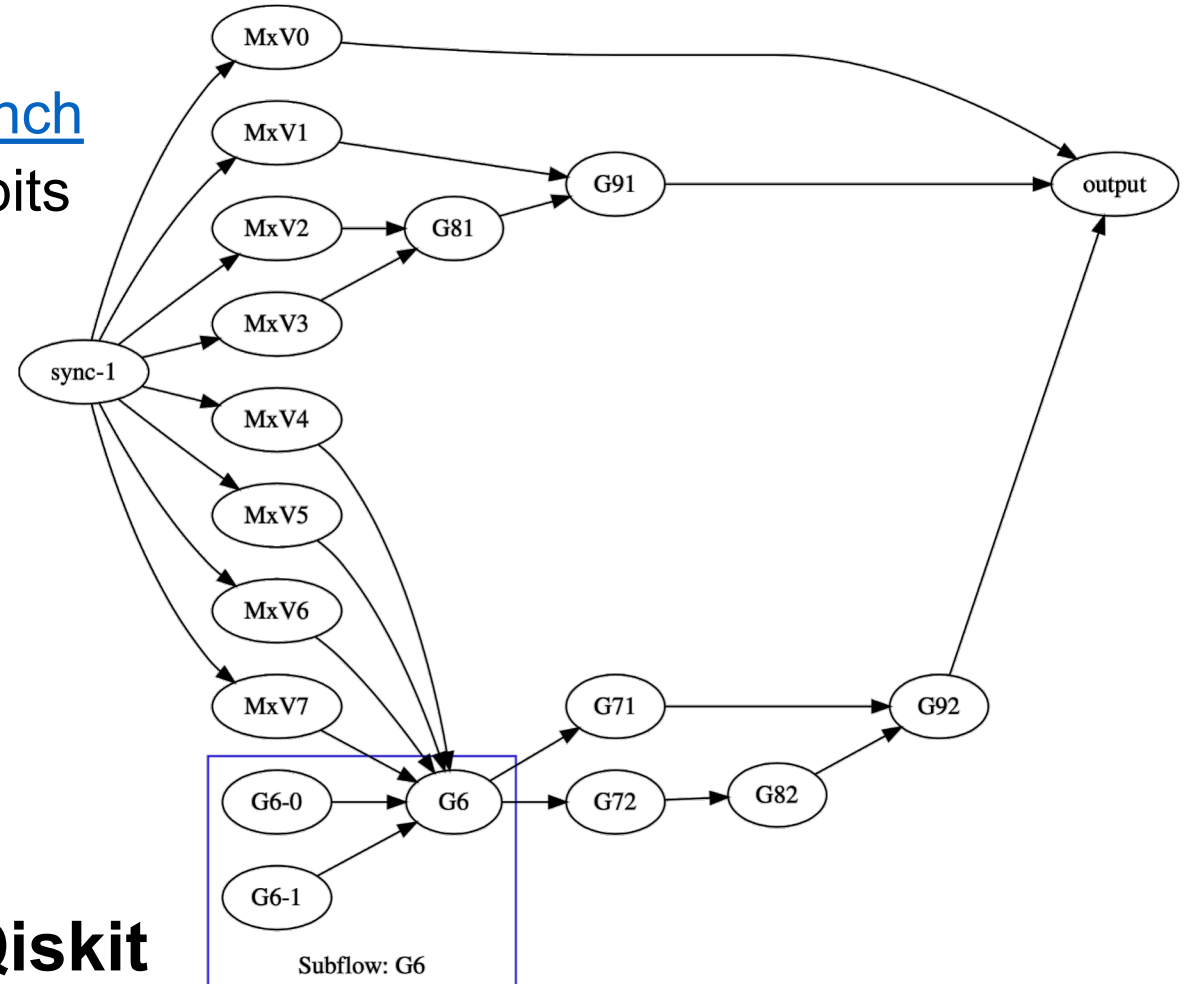 MxV0
nch
MxV1
bits
G91
output
MxV2
G81
MxV3
sync-1
MxV4
MxV5
MxV6
MxV7
G71
G92
G6-0
G6
G72
G82
G6-1
Qiskit
Subflow: G6